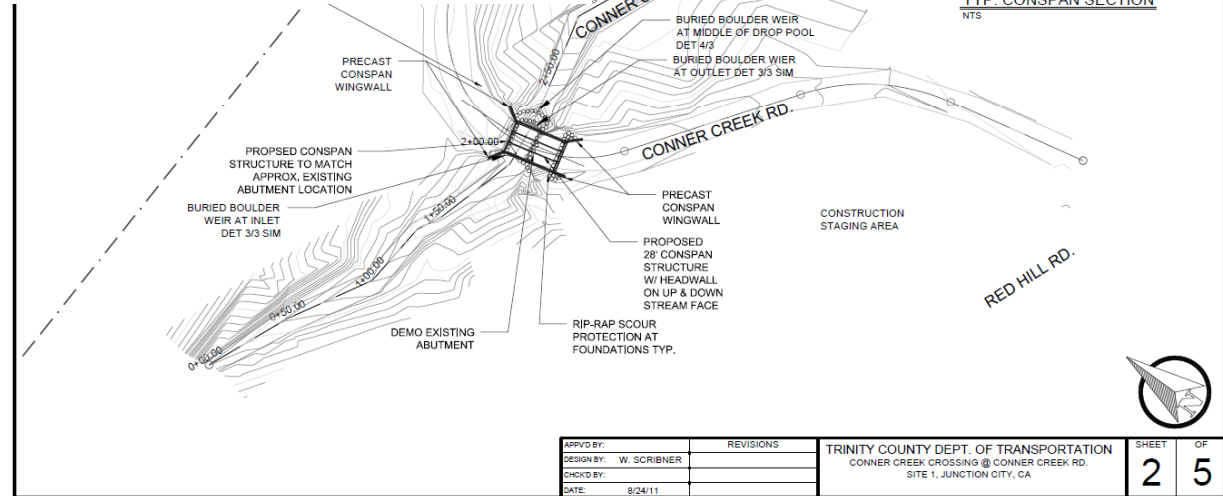 TYP. CONSPAN SECTION
NTS
CONNER
BURIED BOULDER WEIR
AT MIDDLE OF DROP POOL
DET 4/3
BURIED BOULDER WIER
AT OUTLET DET 3/3 SIM
PRECAST
CONSPAN
WINGWALL
2+50.00
CONNER CREEK RD.
2+00.00
PROPSED CONSPAN
STRUCTURE TO MATCH
APPROX, EXISTING
ABUTMENT LOCATION
BURIED BOULDER
WEIR AT INLET
DET 3/3 SIM
1+50.00
PRECAST
CONSPAN
WINGWALL
CONSTRUCTION
STAGING AREA
PROPOSED
28' CONSPAN
STRUCTURE
W/ HEADWALL
ON UP & DOWN
STREAM FACE
RED HILL RD.
1+00.00
0+50.00
DEMO EXISTING
ABUTMENT
RIP-RAP SCOUR
PROTECTION AT
FOUNDATIONS TYP.
0+00.00
N
APPV'D BY:
REVISIONS
DESIGN BY: W. SCRIBNER
CHCK'D BY:
DATE: 8/24/11
TRINITY COUNTY DEPT. OF TRANSPORTATION
CONNER CREEK CROSSING @ CONNER CREEK RD.
SITE 1, JUNCTION CITY, CA
SHEET OF
2 5